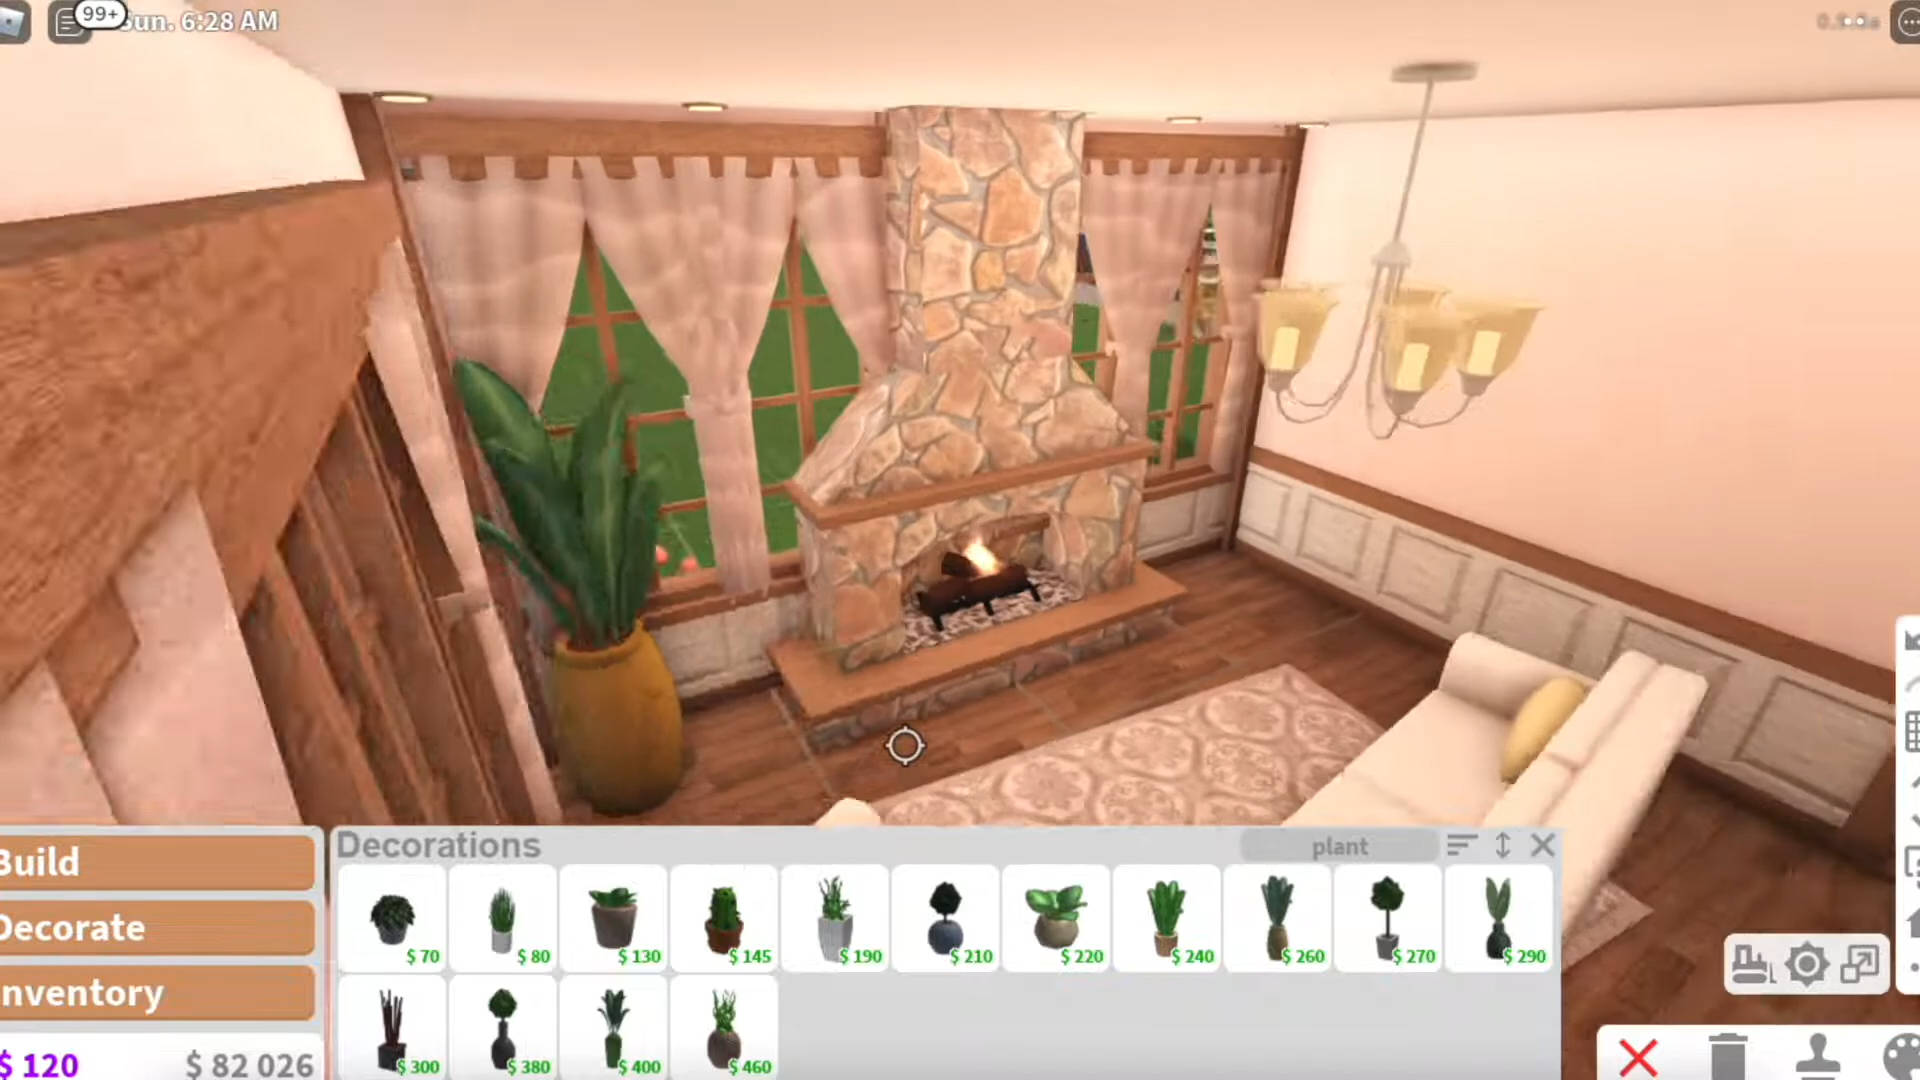 99+
Sun. 6:28 AM
Build
Decorate
Inventory
$ 120 $ 82 026
Decorations
plant
$ 70 $ 80 $ 130 $ 145 $ 190 $ 210 $ 220 $ 240 $ 260 $ 270 $ 290
$ 300 $ 380 $ 400 $ 460